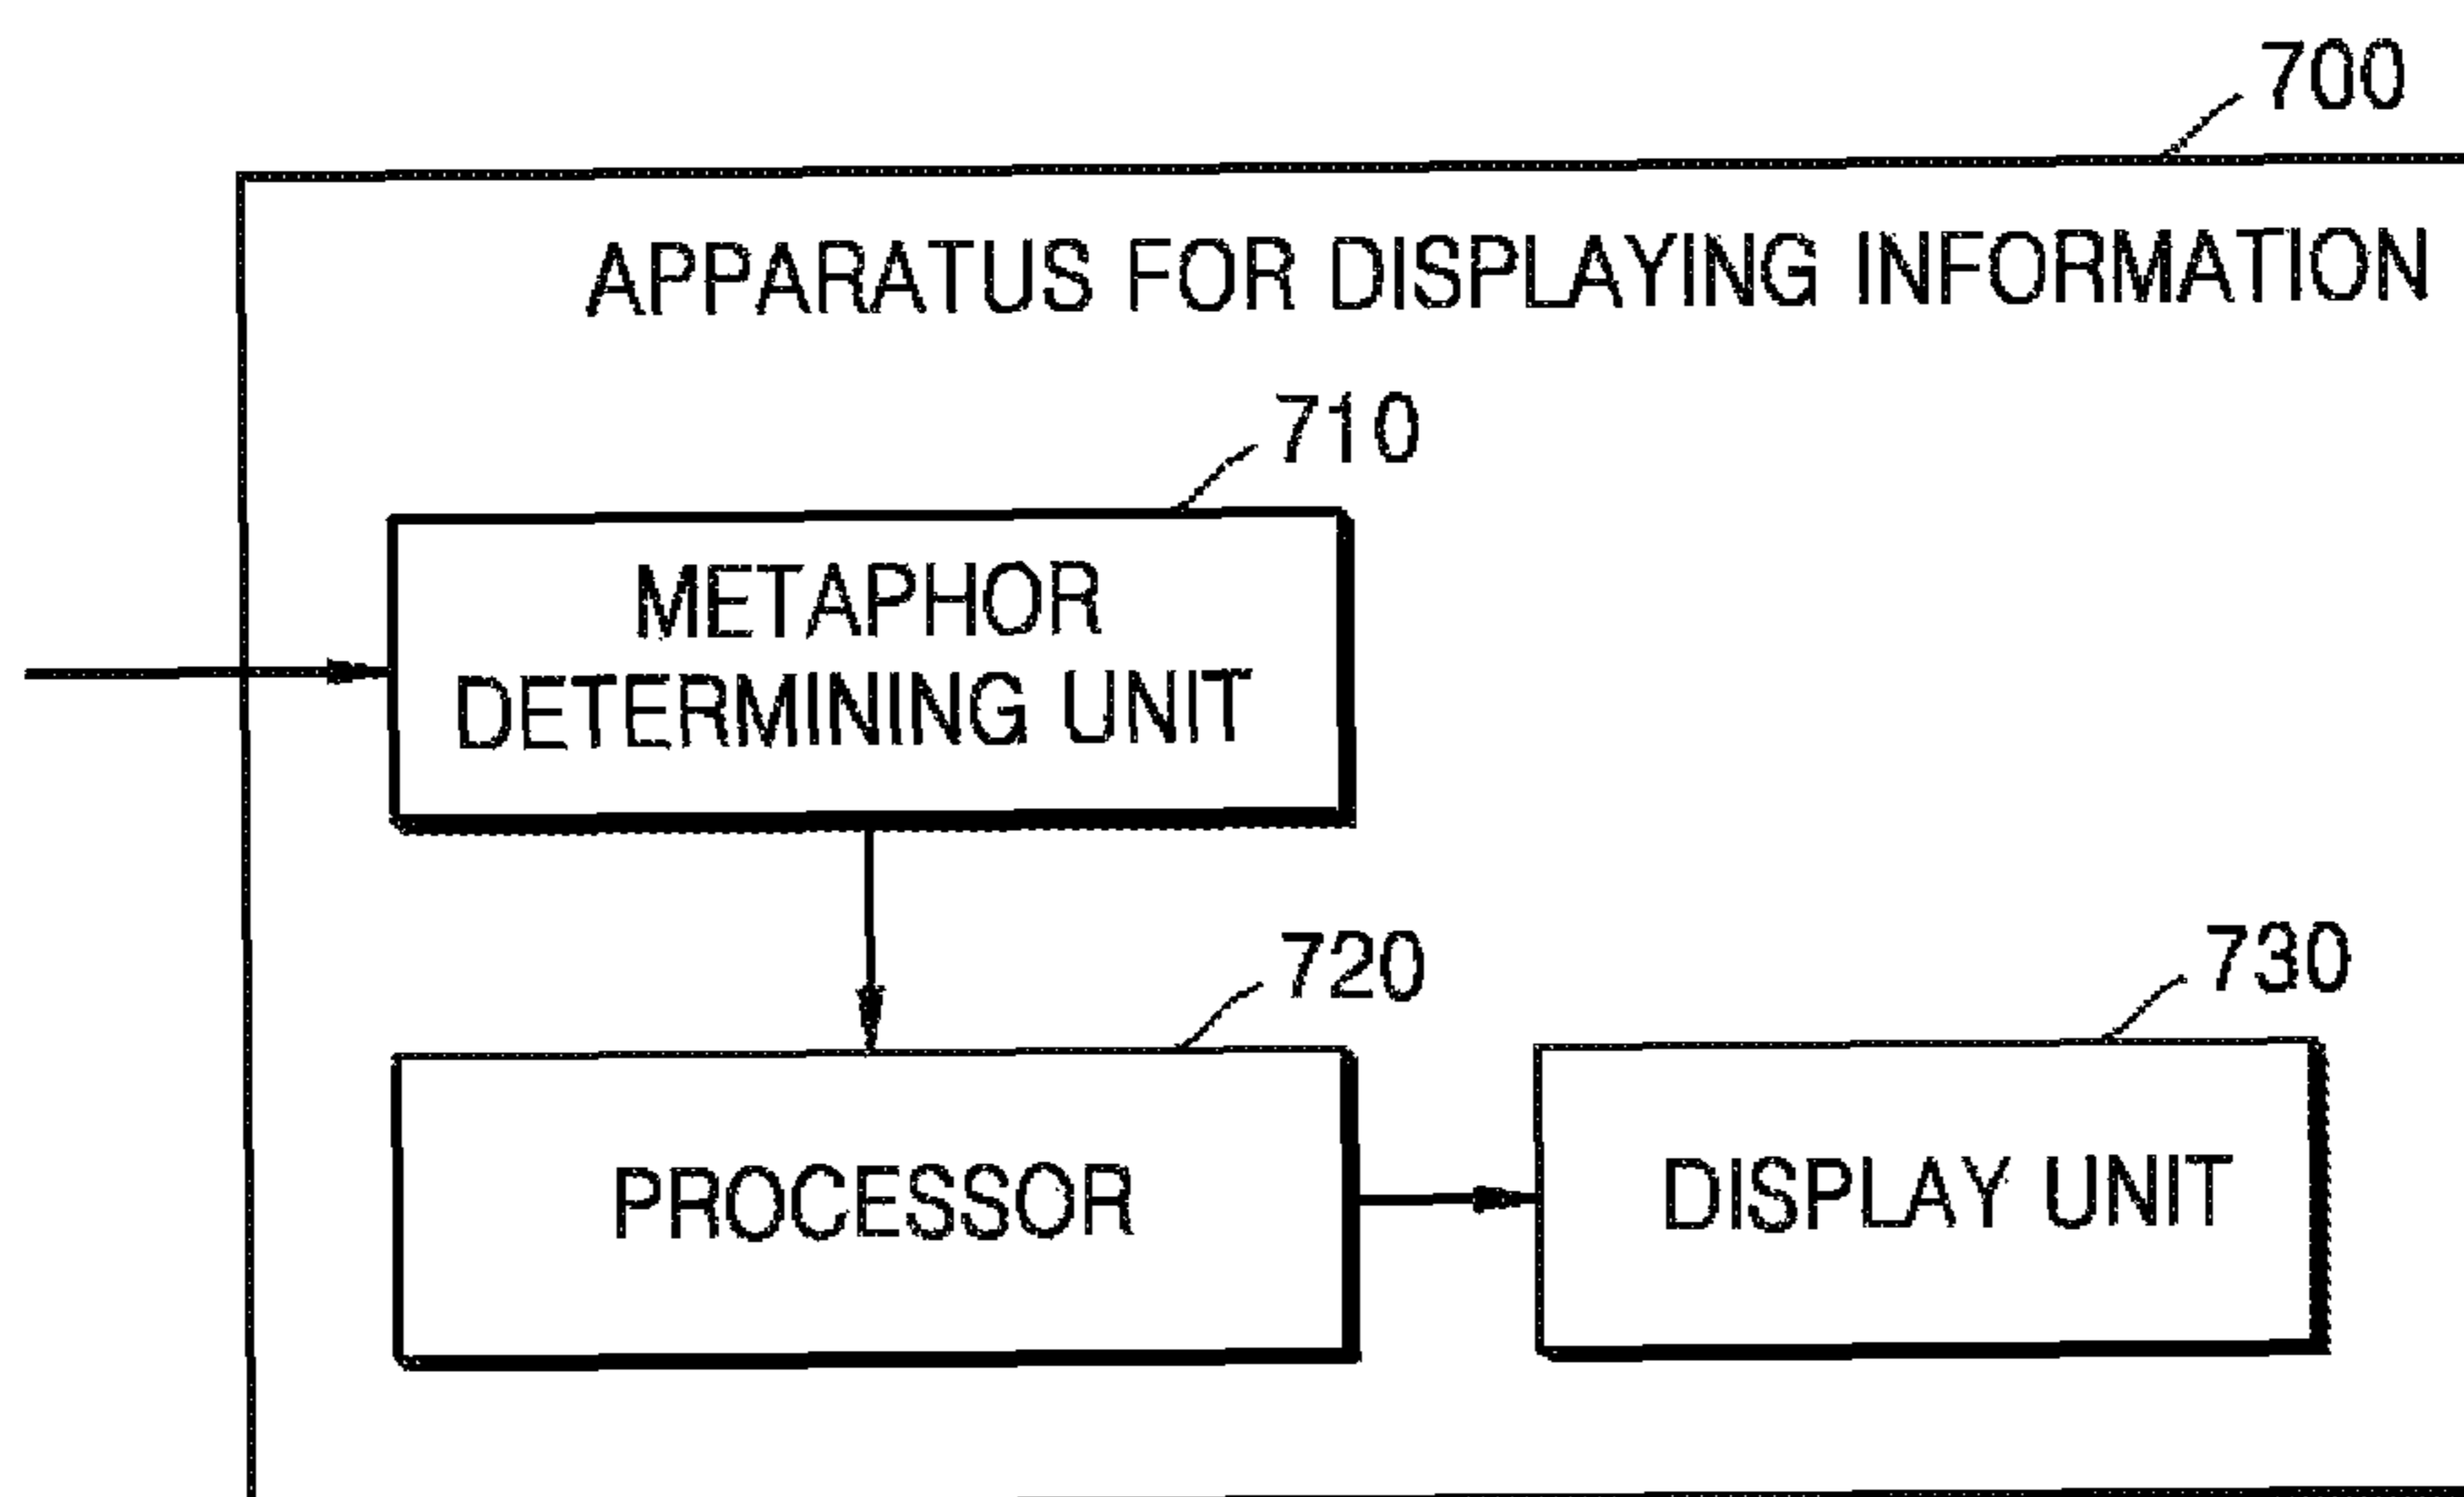 700
APPARATUS FOR DISPLAYING INFORMATION
710
METAPHOR
DETERMINING UNIT
720
PROCESSOR
730
DISPLAY UNIT